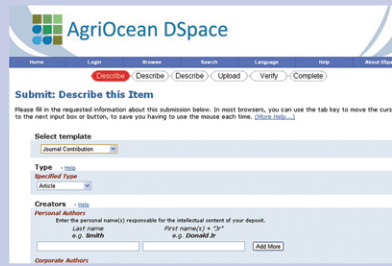 AgriOcean DSpace
Home Login Browse Search Language Help About DSpa
Describe Describe Describe Upload Verify Complete
Submit: Describe this Item
Please fill in the requested information about this submission below. In most browsers, you can use the tab key to move the curs
to the next input box or button, to save you having to use the mouse each time. (More Help...)
Select template
Journal Contribution
Type - Help
Specified Type
Article
Creators - Help
Personal Authors
Enter the personal name(s) responsible for the intellectual content of your deposit.
Last name First name(s) + "Jr"
e.g. Smith e.g. Donald Jr
Add More
Corporate Authors